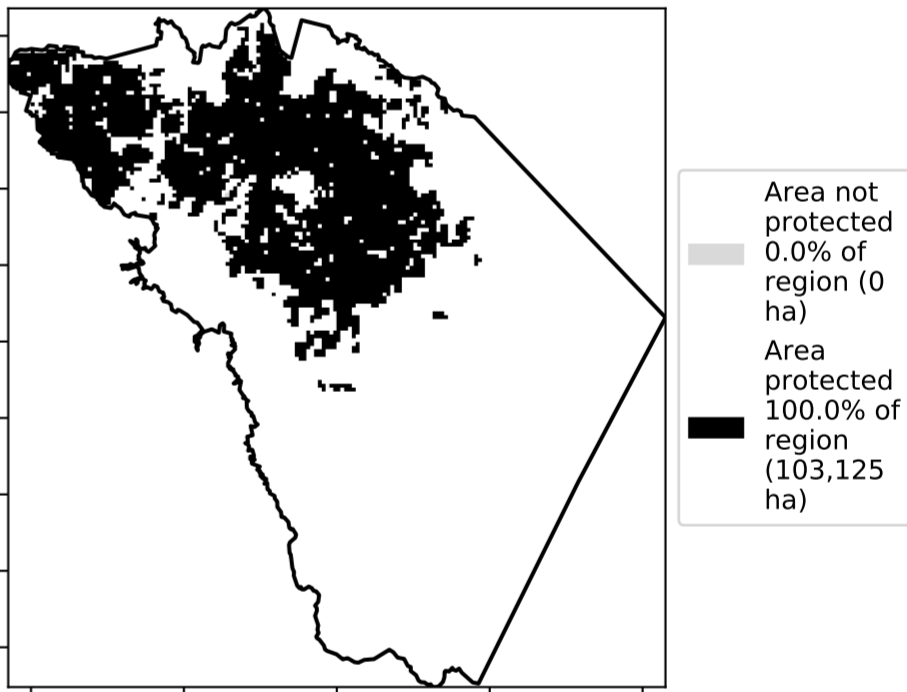 Area not
protected
0.0% of
region (0
ha)
Area
protected
100.0% of
region
(103,125
ha)